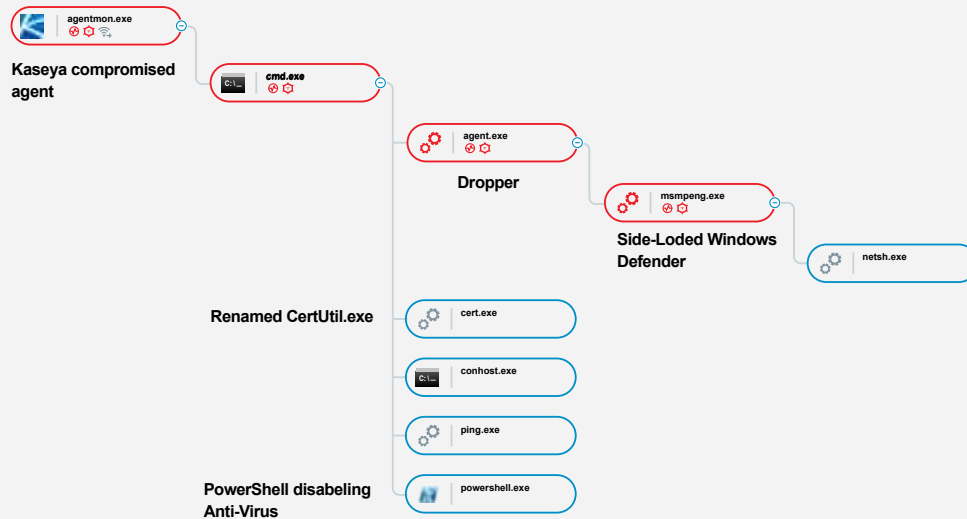 agentmon.exe
Kaseya compromised
agent
C:\_
cmd.exe
agent.exe
Dropper
msmpeng.exe
Side-Loded Windows
Defender
netsh.exe
Renamed CertUtil.exe
cert.exe
C:\_
conhost.exe
ping.exe
PowerShell disabeling
Anti-Virus
powershell.exe